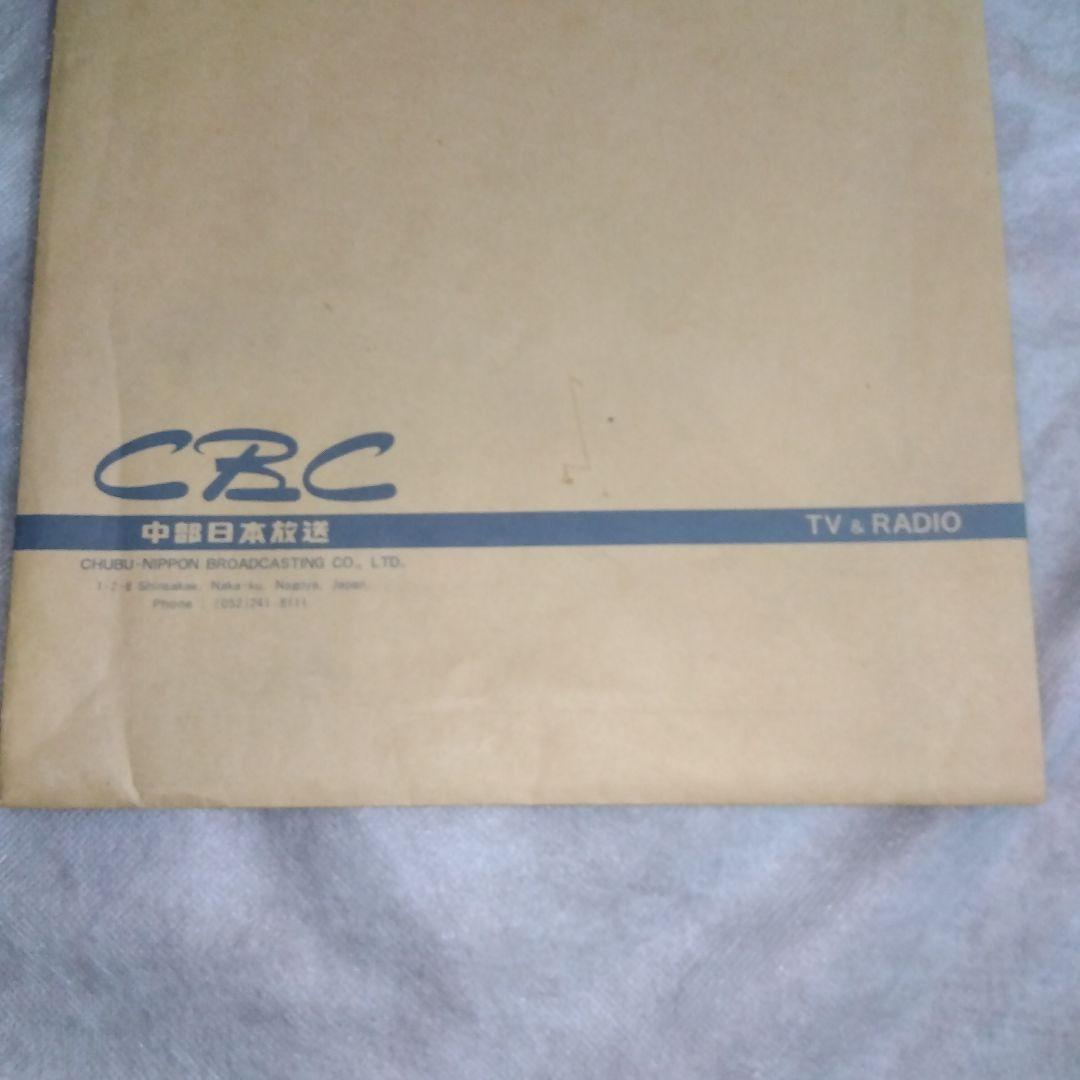 CBC
中部日本放送
TV & RADIO
CHUBU-NIPPON BROADCASTING CO., LTD.
1-2-8 Shinsakae, Naka-ku, Nagoya, Japan.
Phone : (052)241-8111